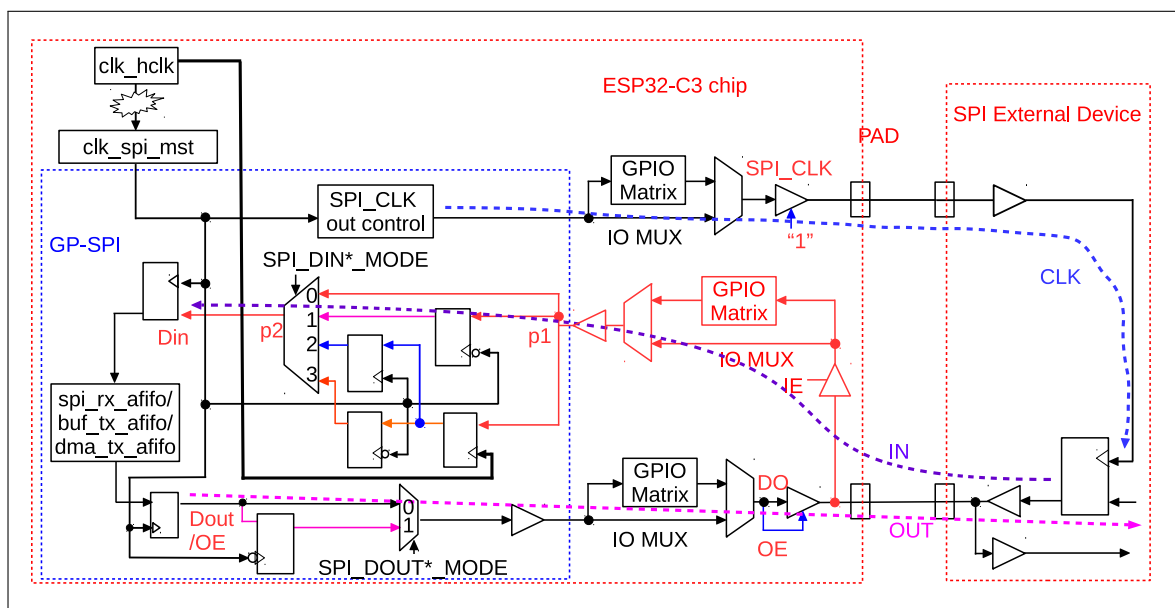 clk_hclk
ESP32-C3 chip
SPI External Device
clk_spi_mst
PAD
SPI_CLK
out control
GPIO
Matrix
SPI_CLK
IO MUX
“1”
GP-SPI
SPI_DIN*_MODE
CLK
Din
p2
0
1
2
3
p1
GPIO
Matrix
IO MUX
IE
spi_rx_afifo/
buf_tx_afifo/
dma_tx_afifo
IN
GPIO
Matrix
DO
Dout
/OE
0
1
IO MUX
OE
OUT
SPI_DOUT*_MODE